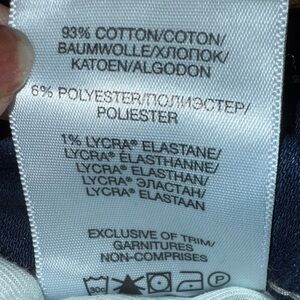 93% COTTON/COTON/
BAUMWOLLE/ХЛОПОК/
KATOEN/ALGODON
6% POLYESTER/ПОЛИЭСТЕР/
POLIESTER
1% LYCRA® ELASTANE/
LYCRA® ÉLASTHANNE/
LYCRA® ELASTHAN/
LYCRA® ЭЛАСТАН/
LYCRA® ELASTAAN
EXCLUSIVE OF TRIM/
GARNITURES
NON-COMPRISES